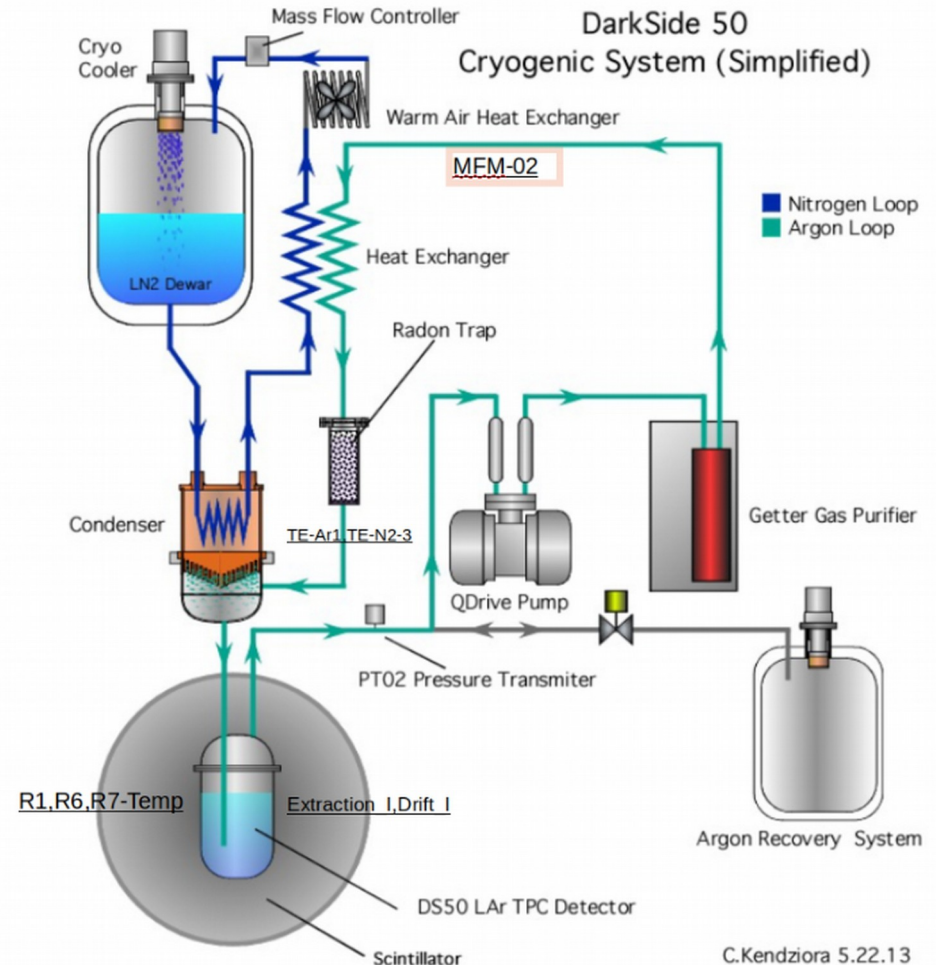 Mass Flow Controller
DarkSide 50
Cryogenic System (Simplified)
Cryo
Cooler
Warm Air Heat Exchanger
MFM-02
Nitrogen Loop
Argon Loop
Heat Exchanger
LN2 Dewar
Radon Trap
Condenser
TE-Ar1,TE-N2-3
Getter Gas Purifier
QDrive Pump
PT02 Pressure Transmiter
R1,R6,R7-Temp
Extraction_I,Drift_I
Argon Recovery System
DS50 LAr TPC Detector
Scintillator
C.Kendziora 5.22.13